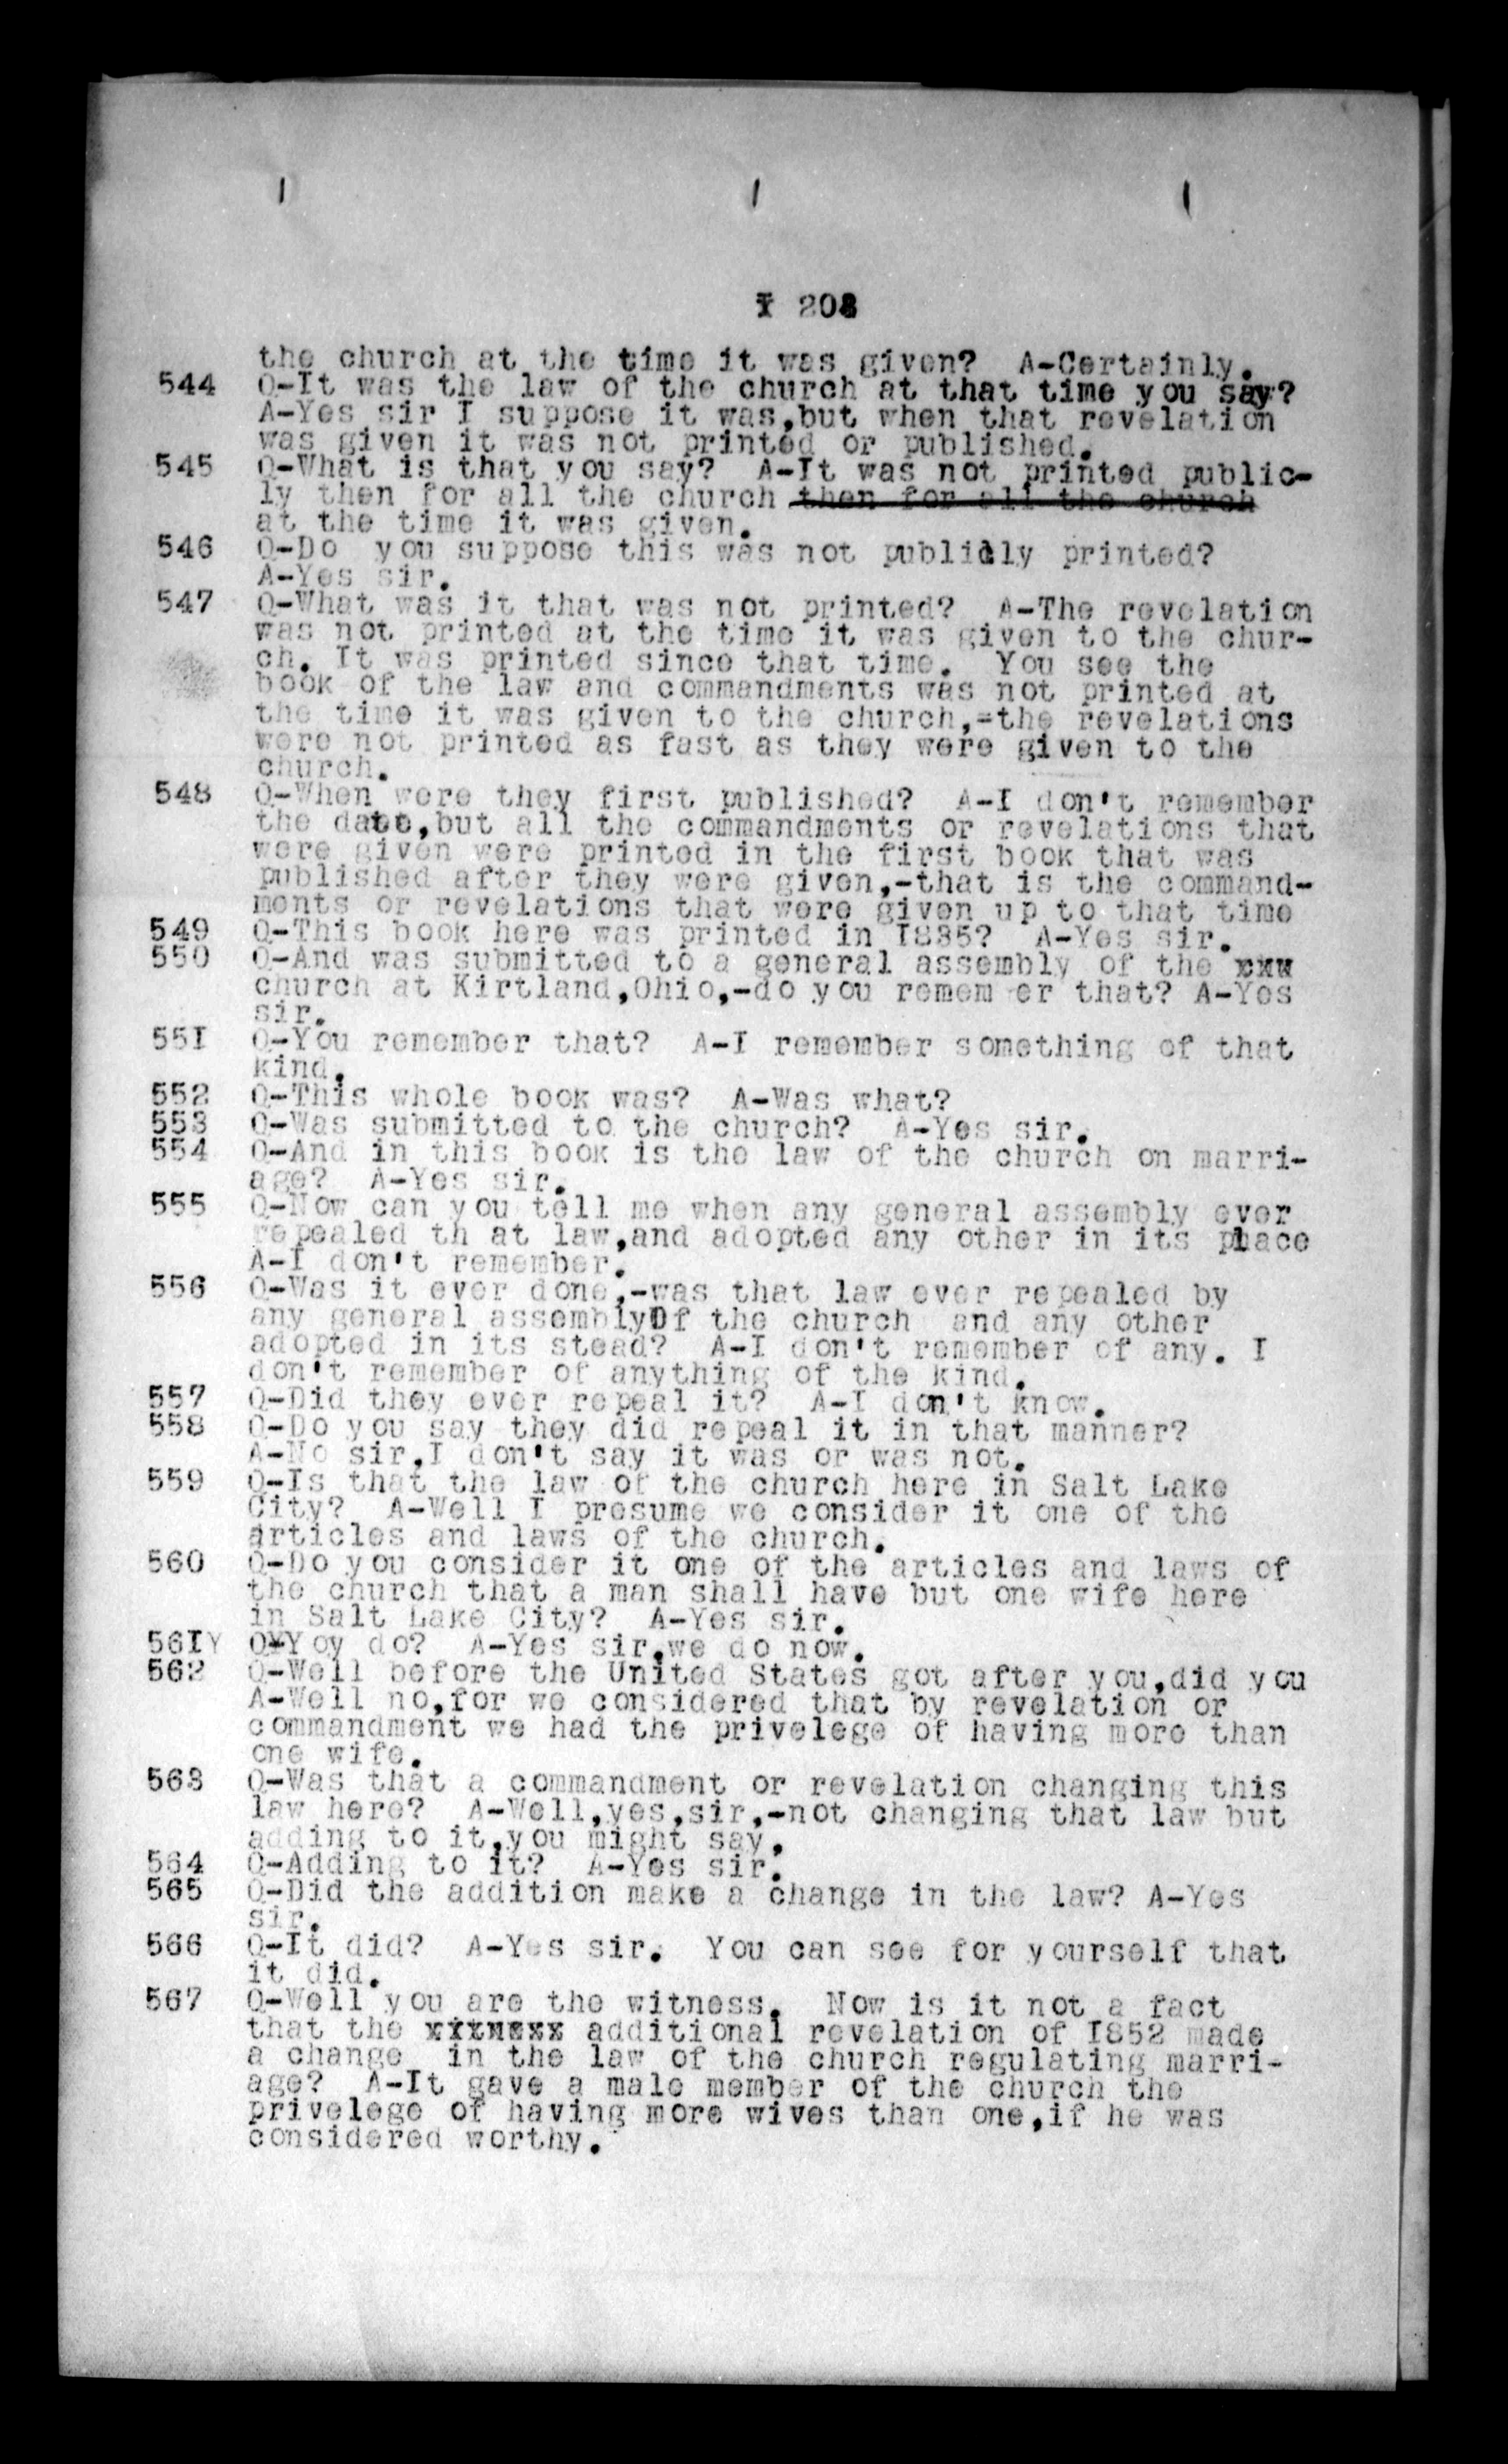 208
the church at the time it was given?  A-Certainly.
544 Q-It was the law of the church at that time you say?
A-Yes sir I suppose it was,but when that revelation
was given it was not printed or published.
545 Q-What is that you say?  A-It was not printed public-
ly then for all the church then for all the church
at the time it was given.
546 Q-Do  you suppose this was not publicly printed?
A-Yes sir.
547 Q-What was it that was not printed?  A-The revelation
was not printed at the time it was given to the chur-
ch. It was printed since that time.  You see the
book of the law and commandments was not printed at
the time it was given to the church,-the revelations
were not printed as fast as they were given to the
church.
548 Q-When were they first published?  A-I don't remember
the date,but all the commandments or revelations that
were given were printed in the first book that was
published after they were given,-that is the command-
ments or revelations that were given up to that time
549 Q-This book here was printed in I835?  A-Yes sir.
550 Q-And was submitted to a general assembly of the xxx
church at Kirtland,Ohio,-do you remem er that? A-Yes
sir.
55I Q-You remember that?  A-I remember something of that
kind.
552 Q-This whole book was?  A-Was what?
553 Q-Was submitted to the church?  A-Yes sir.
554 Q-And in this book is the law of the church on marri-
age?  A-Yes sir.
555 Q-Now can you tell me when any general assembly ever
repealed th at law,and adopted any other in its place
A-I don't remember.
556 Q-Was it ever done,-was that law ever repealed by
any general assemblyOf the church  and any other
adopted in its stead?  A-I don't remember of any. I
don't remember of anything of the kind.
557 Q-Did they ever repeal it?  A-I don't know.
558 Q-Do you say they did repeal it in that manner?
A-No sir,I don't say it was or was not.
559 Q-Is that the law of the church here in Salt Lake
City?  A-Well I presume we consider it one of the
articles and laws of the church.
560 Q-Do you consider it one of the articles and laws of
the church that a man shall have but one wife here
in Salt Lake City?  A-Yes sir.
56IY Q¥Yoy do?  A-Yes sir,we do now.
562 Q-Well before the United States got after you,did you
A-Well no,for we considered that by revelation or
commandment we had the privelege of having more than
one wife.
563 Q-Was that a commandment or revelation changing this
law here?  A-Well,yes,sir,-not changing that law but
adding to it,you might say.
564 Q-Adding to it?  A-Yes sir.
565 Q-Did the addition make a change in the law? A-Yes
sir.
566 Q-It did?  A-Yes sir.  You can see for yourself that
it did.
567 Q-Well you are the witness.  Now is it not a fact
that the xitnexx additional revelation of I852 made
a change  in the law of the church regulating marri-
age?  A-It gave a male member of the church the
privelege of having more wives than one,if he was
considered worthy.